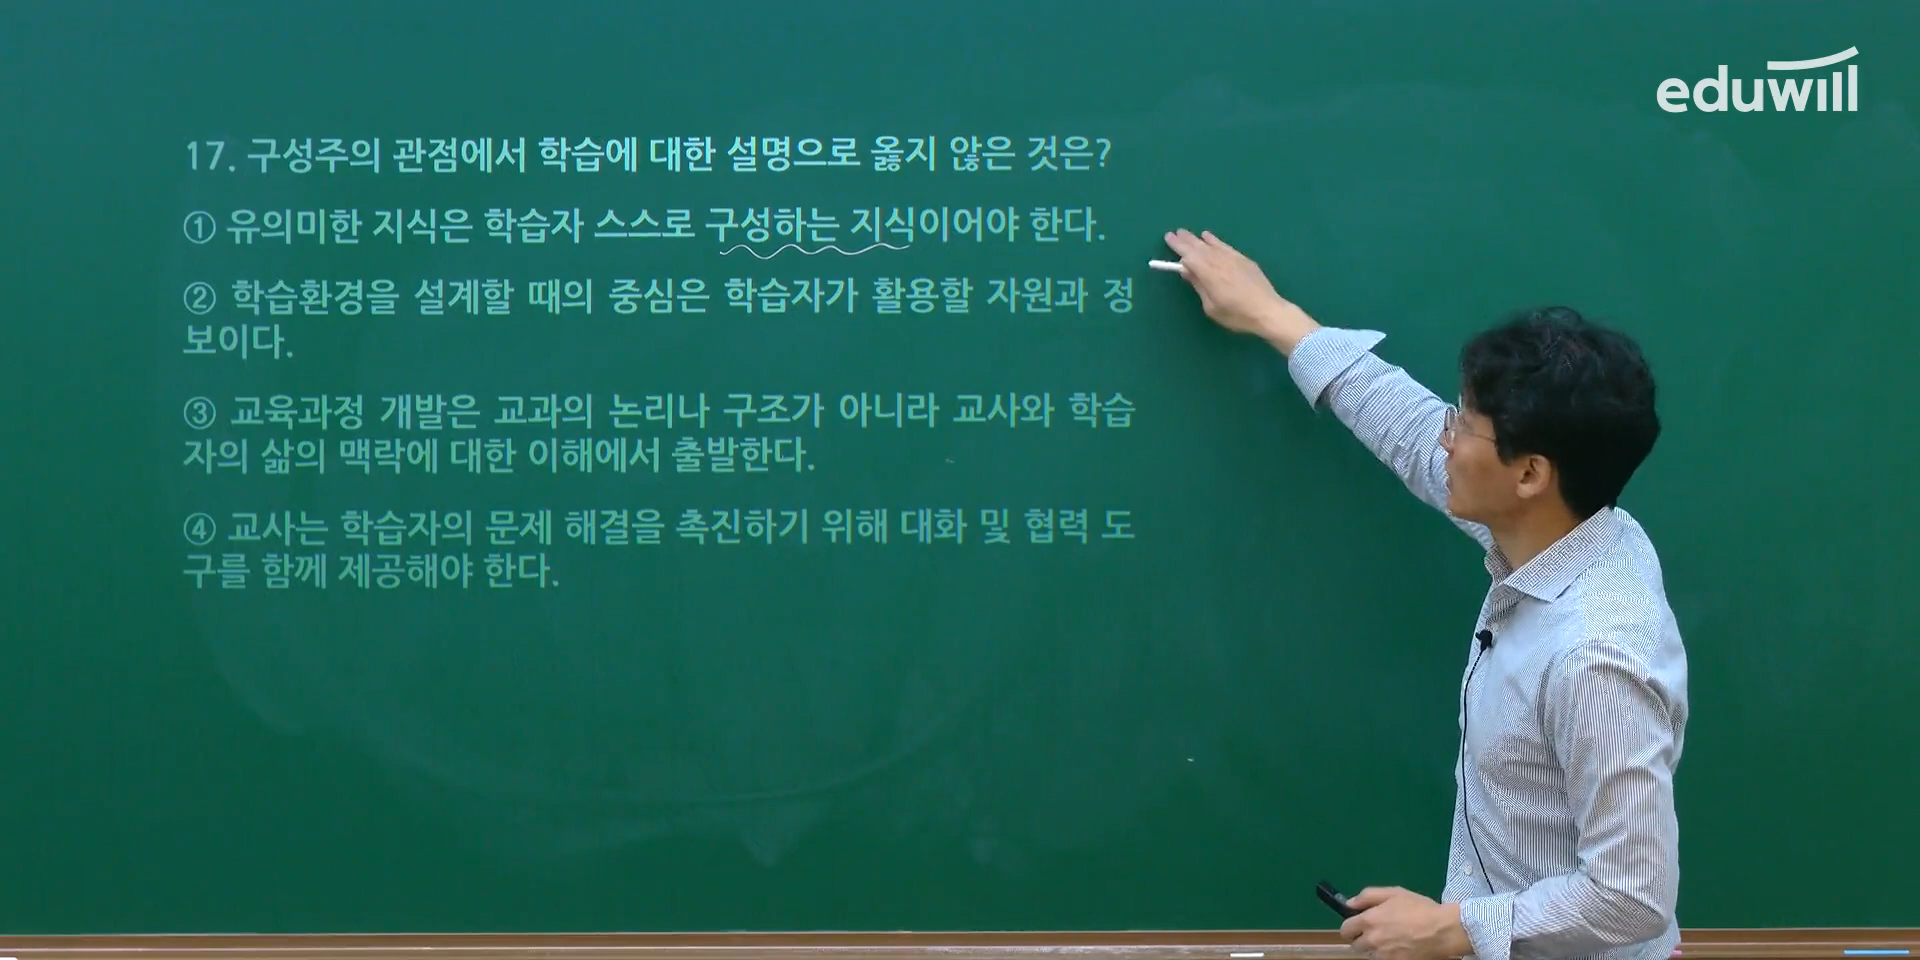 eduwill
17. 구성주의 관점에서 학습에 대한 설명으로 옳지 않은 것은?
① 유의미한 지식은 학습자 스스로 구성하는 지식이어야 한다.
② 학습환경을 설계할 때의 중심은 학습자가 활용할 자원과 정
보이다.
③ 교육과정 개발은 교과의 논리나 구조가 아니라 교사와 학습
자의 삶의 맥락에 대한 이해에서 출발한다.
④ 교사는 학습자의 문제 해결을 촉진하기 위해 대화 및 협력 도
구를 함께 제공해야 한다.